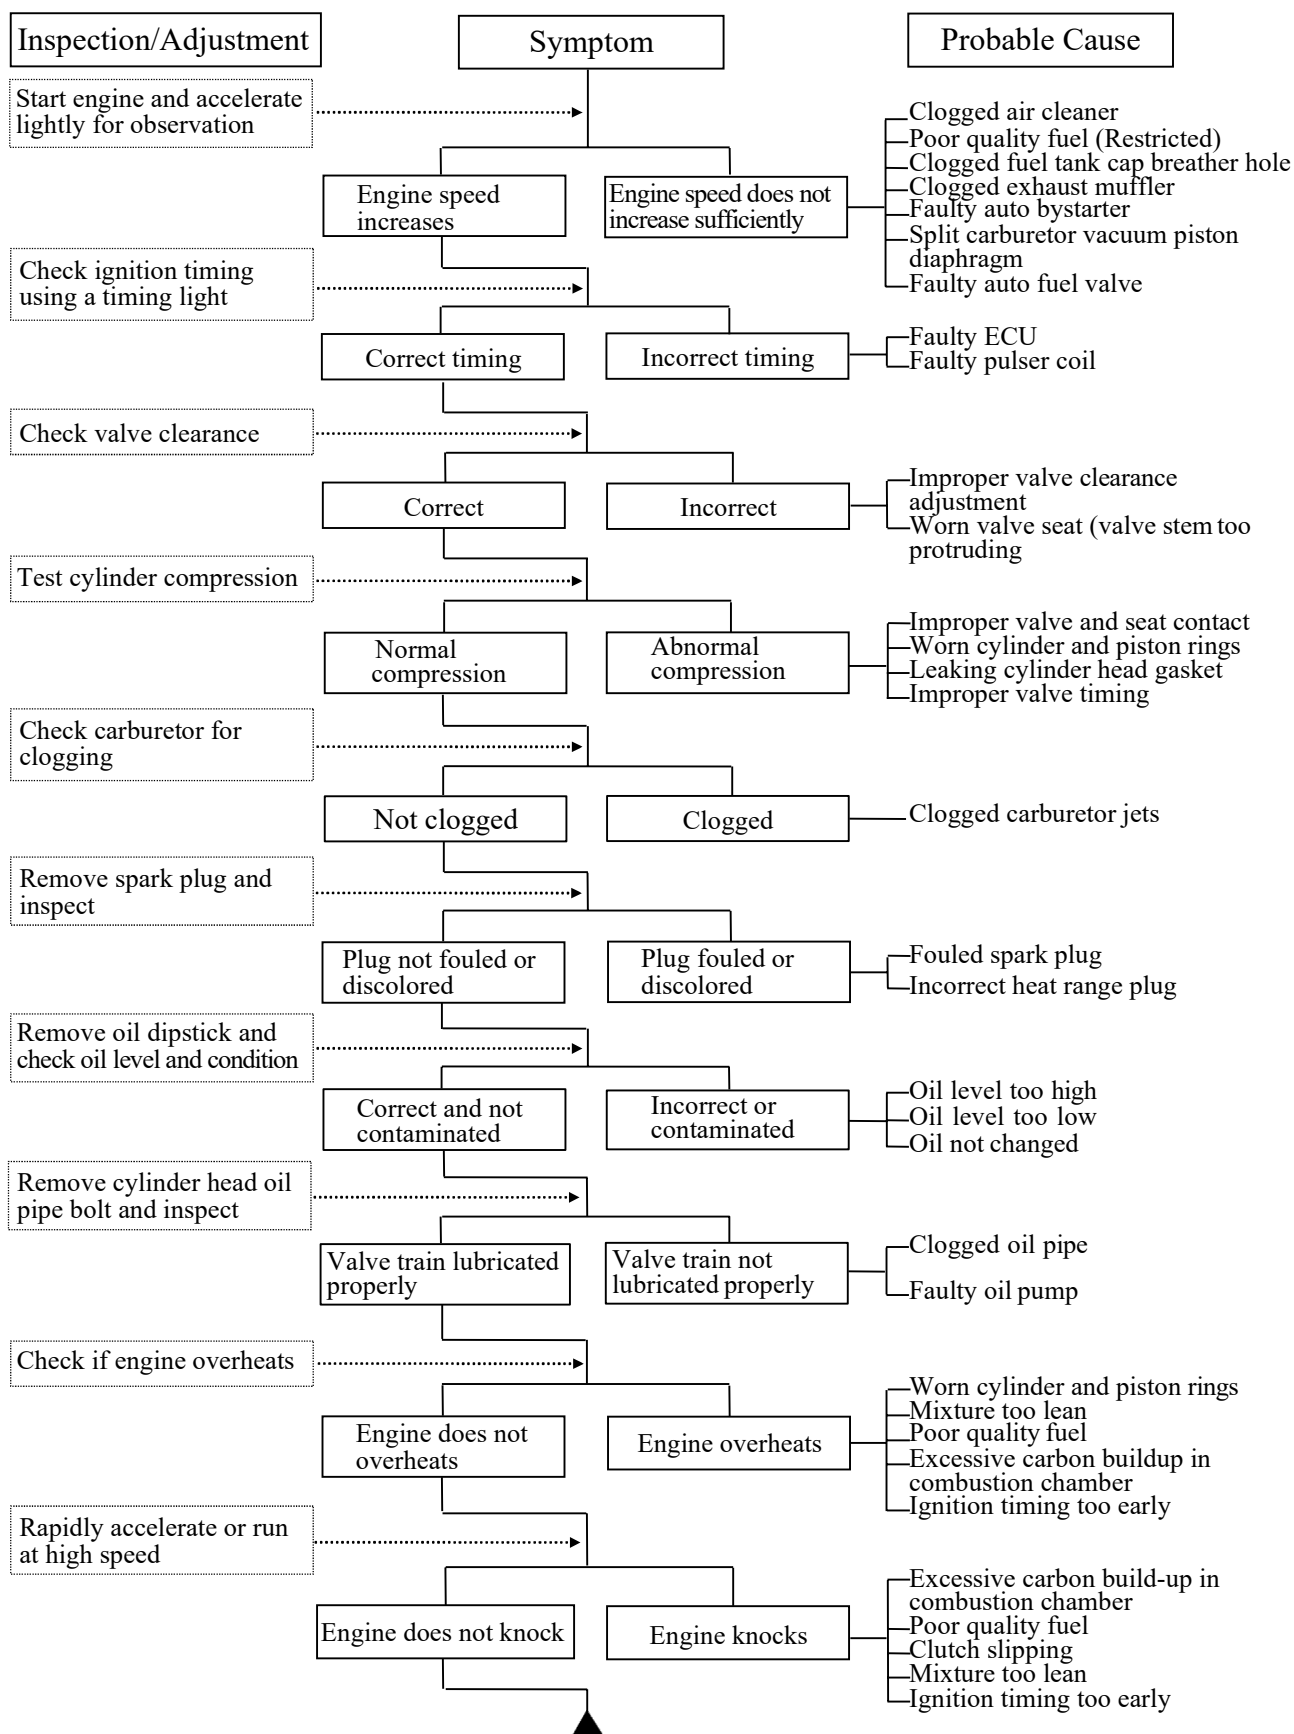 Inspection/Adjustment
Symptom
Probable Cause
Start engine and accelerate
lightly for observation
Engine speed
increases
Engine speed does not
increase sufficiently
Clogged air cleaner
Poor quality fuel (Restricted)
Clogged fuel tank cap breather hole
Clogged exhaust muffler
Faulty auto bystarter
Split carburetor vacuum piston
diaphragm
Faulty auto fuel valve
Check ignition timing
using a timing light
Correct timing
Incorrect timing
Faulty ECU
Faulty pulser coil
Check valve clearance
Correct
Incorrect
Improper valve clearance
adjustment
Worn valve seat (valve stem too
protruding
Test cylinder compression
Normal
compression
Abnormal
compression
Improper valve and seat contact
Worn cylinder and piston rings
Leaking cylinder head gasket
Improper valve timing
Check carburetor for
clogging
Not clogged
Clogged
Clogged carburetor jets
Remove spark plug and
inspect
Plug not fouled or
discolored
Plug fouled or
discolored
Fouled spark plug
Incorrect heat range plug
Remove oil dipstick and
check oil level and condition
Correct and not
contaminated
Incorrect or
contaminated
Oil level too high
Oil level too low
Oil not changed
Remove cylinder head oil
pipe bolt and inspect
Valve train lubricated
properly
Valve train not
lubricated properly
Clogged oil pipe
Faulty oil pump
Check if engine overheats
Engine does not
overheats
Engine overheats
Worn cylinder and piston rings
Mixture too lean
Poor quality fuel
Excessive carbon buildup in
combustion chamber
Ignition timing too early
Rapidly accelerate or run
at high speed
Engine does not knock
Engine knocks
Excessive carbon build-up in
combustion chamber
Poor quality fuel
Clutch slipping
Mixture too lean
Ignition timing too early